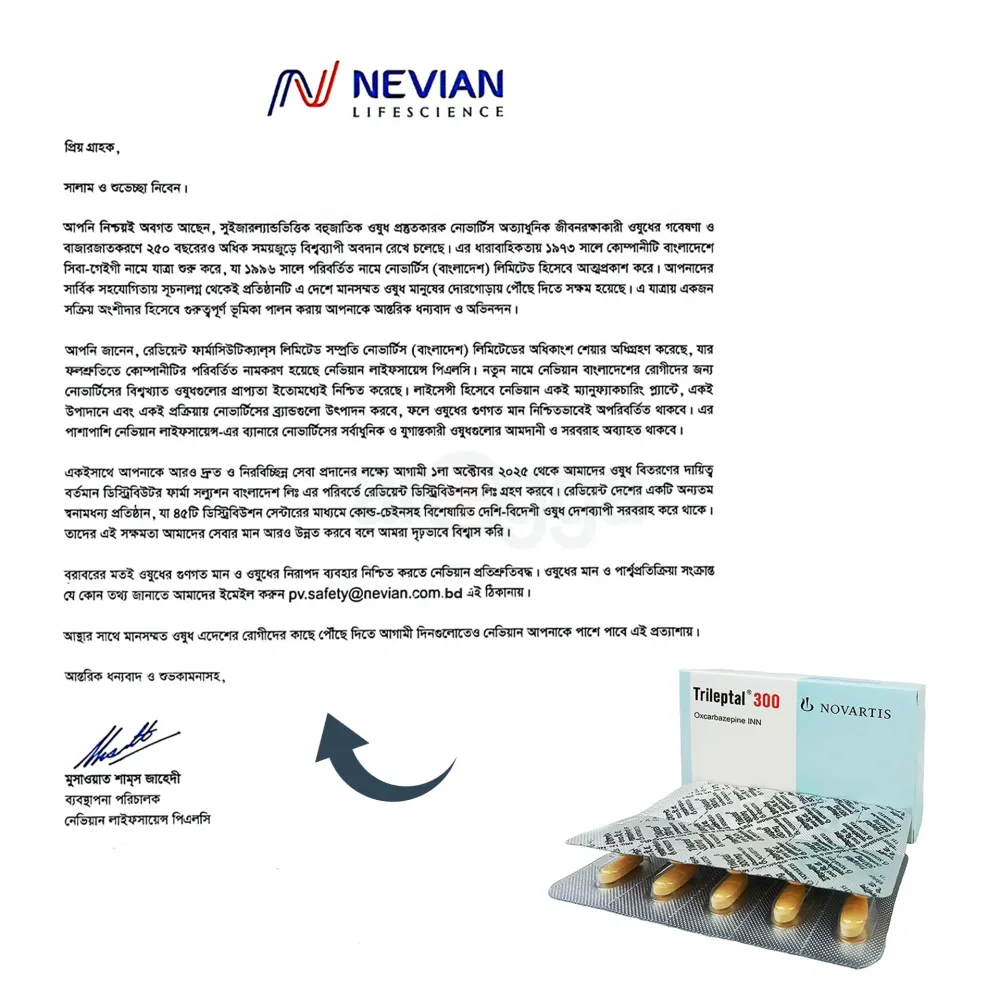 NEVIAN
LIFESCIENCE
প্রিয় গ্রাহক,
সালাম ও শুভেচ্ছা নিবেন।
আপনি নিশ্চয়ই অবগত আছেন, সুইজারল্যান্ডভিত্তিক বহুজাতিক ওষুধ প্রস্তুতকারক নোভার্টিস অত্যাধুনিক জীবনরক্ষাকারী ওষুধের গবেষণা ও
বাজারজাতকরণে ২৫০ বছরেরও অধিক সময়জুড়ে বিশ্বব্যাপী অবদান রেখে চলেছে। এর ধারাবাহিকতায় ১৯৭৩ সালে কোম্পানীটি বাংলাদেশে
সিবা-গেইগী নামে যাত্রা শুরু করে, যা ১৯৯৬ সালে পরিবর্তিত নামে নোভার্টিস (বাংলাদেশ) লিমিটেড হিসেবে আত্মপ্রকাশ করে। আপনাদের
সার্বিক সহযোগিতায় সূচনালগ্ন থেকেই প্রতিষ্ঠানটি এ দেশে মানসম্মত ওষুধ মানুষের দোরগোড়ায় পৌঁছে দিতে সক্ষম হয়েছে। এ যাত্রায় একজন
সক্রিয় অংশীদার হিসেবে গুরুত্বপূর্ণ ভূমিকা পালন করায় আপনাকে আন্তরিক ধন্যবাদ ও অভিনন্দন।
আপনি জানেন, রেডিয়েন্ট ফার্মাসিউটিক্যাল্‌স লিমিটেড সম্প্রতি নোভার্টিস (বাংলাদেশ) লিমিটেডের অধিকাংশ শেয়ার অধিগ্রহণ করেছে, যার
ফলশ্রুতিতে কোম্পানীটির পরিবর্তিত নামকরণ হয়েছে নেভিয়ান লাইফসায়েন্স পিএলসি। নতুন নামে নেভিয়ান বাংলাদেশের রোগীদের জন্য
নোভার্টিসের বিশ্বখ্যাত ওষুধগুলোর প্রাপ্যতা ইতোমধ্যেই নিশ্চিত করেছে। লাইসেন্সী হিসেবে নেভিয়ান একই ম্যানুফ্যাকচারিং প্ল্যান্টে, একই
উপাদানে এবং একই প্রক্রিয়ায় নোভার্টিসের ব্র্যান্ডগুলো উৎপাদন করবে, ফলে ওষুধের গুণগত মান নিশ্চিতভাবেই অপরিবর্তিত থাকবে। এর
পাশাপাশি নেভিয়ান লাইফসায়েন্স-এর ব্যানারে নোভার্টিসের সর্বাধুনিক ও যুগান্তকারী ওষুধগুলোর আমদানী ও সরবরাহ অব্যাহত থাকবে।
একইসাথে আপনাকে আরও দ্রুত ও নিরবিচ্ছিন্ন সেবা প্রদানের লক্ষ্যে আগামী ১লা অক্টোবর ২০২৫ থেকে আমাদের ওষুধ বিতরণের দায়িত্ব
বর্তমান ডিস্ট্রিবিউটর ফার্মা সল্যুশন বাংলাদেশ লিঃ এর পরিবর্তে রেডিয়েন্ট ডিস্ট্রিবিউশনস লিঃ গ্রহণ করবে। রেডিয়েন্ট দেশের একটি অন্যতম
স্বনামধন্য প্রতিষ্ঠান, যা ৪৫টি ডিস্ট্রিবিউশন সেন্টারের মাধ্যমে কোল্ড-চেইনসহ বিশেষায়িত দেশি-বিদেশী ওষুধ দেশব্যাপী সরবরাহ করে থাকে।
তাদের এই সক্ষমতা আমাদের সেবার মান আরও উন্নত করবে বলে আমরা দৃঢ়ভাবে বিশ্বাস করি।
বরাবরের মতই ওষুধের গুণগত মান ও ওষুধের নিরাপদ ব্যবহার নিশ্চিত করতে নেভিয়ান প্রতিশ্রুতিবদ্ধ। ওষুধের মান ও পার্শ্বপ্রতিক্রিয়া সংক্রান্ত
যে কোন তথ্য জানাতে আমাদের ইমেইল করুন pv.safety@nevian.com.bd এই ঠিকানায়।
আস্থার সাথে মানসম্মত ওষুধ এদেশের রোগীদের কাছে পৌঁছে দিতে আগামী দিনগুলোতেও নেভিয়ান আপনাকে পাশে পাবে এই প্রত্যাশায়।
আন্তরিক ধন্যবাদ ও শুভকামনাসহ,
মুসাওয়াত শাম্‌স জাহেদী
ব্যবস্থাপনা পরিচালক
নেভিয়ান লাইফসায়েন্স পিএলসি
Trileptal® 300
Oxcarbazepine INN
NOVARTIS